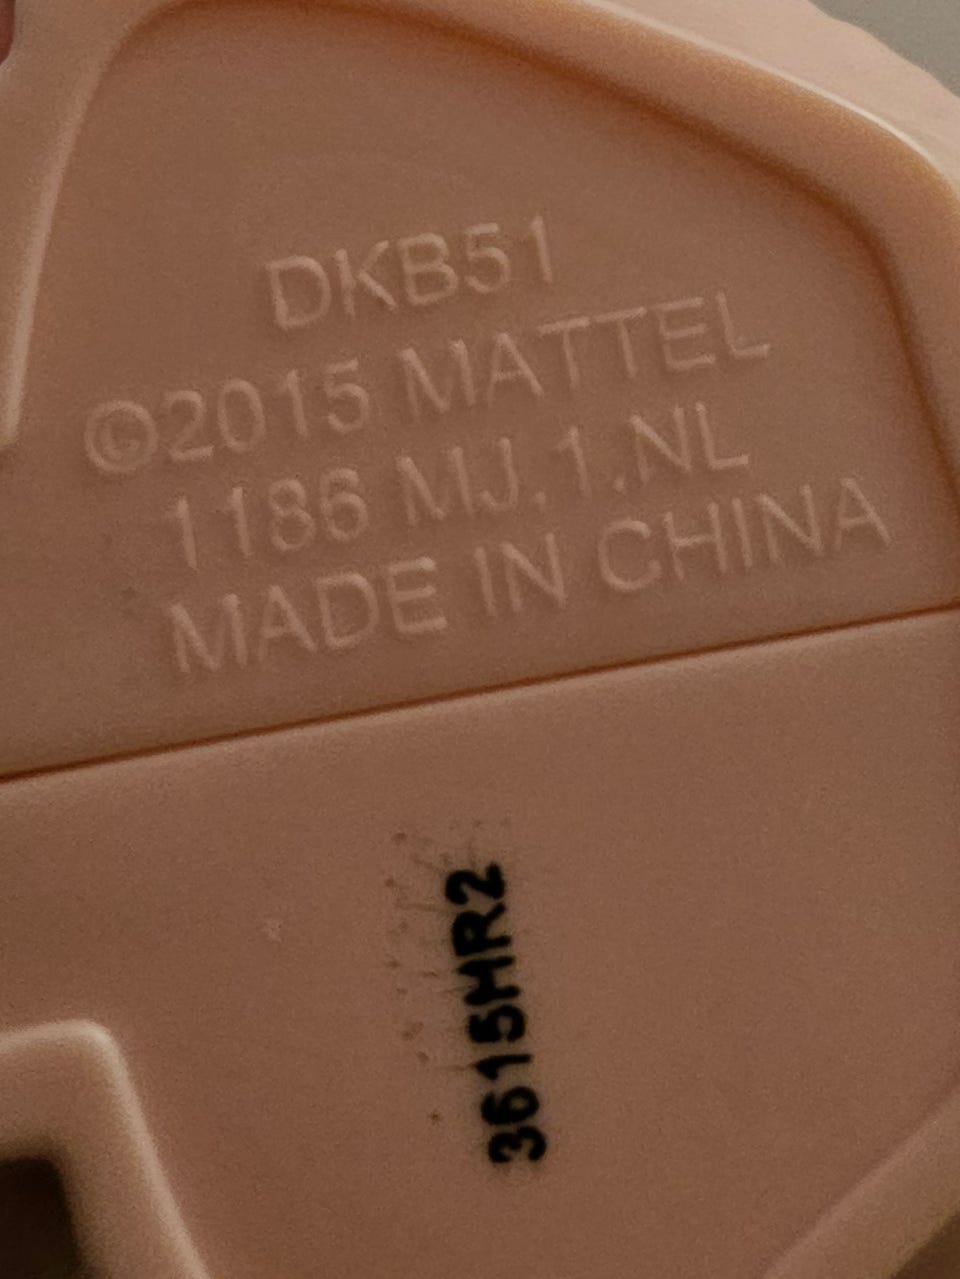 DKB51
©2015 MATTEL
1186 MJ.1.NL
MADE IN CHINA
3615HR2